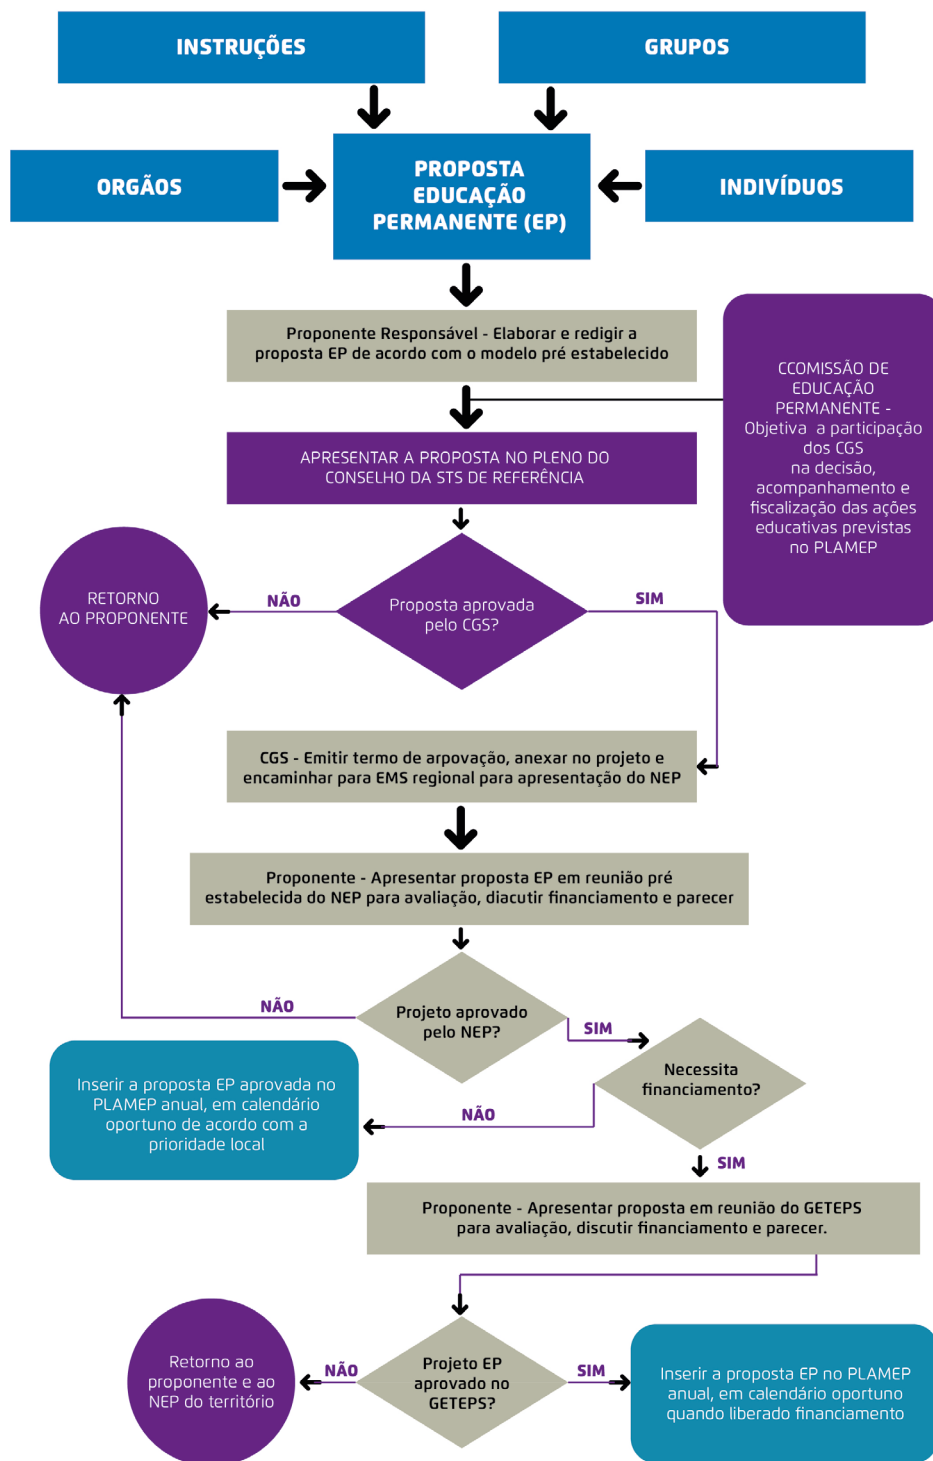 INSTRUÇÕES
GRUPOS
ORGÃOS
PROPOSTA
EDUCAÇÃO
PERMANENTE (EP)
INDIVÍDUOS
Proponente Responsável - Elaborar e redigir a
proposta EP de acordo com o modelo pré estabelecido
CCOMISSÃO DE
EDUCAÇÃO
PERMANENTE -
Objetiva a participação
dos CGS
na decisão,
acompanhamento e
fiscalização das ações
educativas previstas
no PLAMEP
APRESENTAR A PROPOSTA NO PLENO DO
CONSELHO DA STS DE REFERÊNCIA
RETORNO
AO PROPONENTE
NÃO
Proposta aprovada
pelo CGS?
SIM
CGS - Emitir termo de arpovação, anexar no projeto e
encaminhar para EMS regional para apresentação do NEP
Proponente - Apresentar proposta EP em reunião pré
estabelecida do NEP para avaliação, diacutir financiamento e parecer
NÃO
Projeto aprovado
pelo NEP?
SIM
Necessita
financiamento?
Inserir a proposta EP aprovada no
PLAMEP anual, em calendário
oportuno de acordo com a
prioridade local
NÃO
SIM
Proponente - Apresentar proposta em reunião do GETEPS
para avaliação, discutir financiamento e parecer.
Retorno ao
proponente e ao
NEP do território
NÃO
Projeto EP
aprovado no
GETEPS?
SIM
Inserir a proposta EP no PLAMEP
anual, em calendário oportuno
quando liberado financiamento